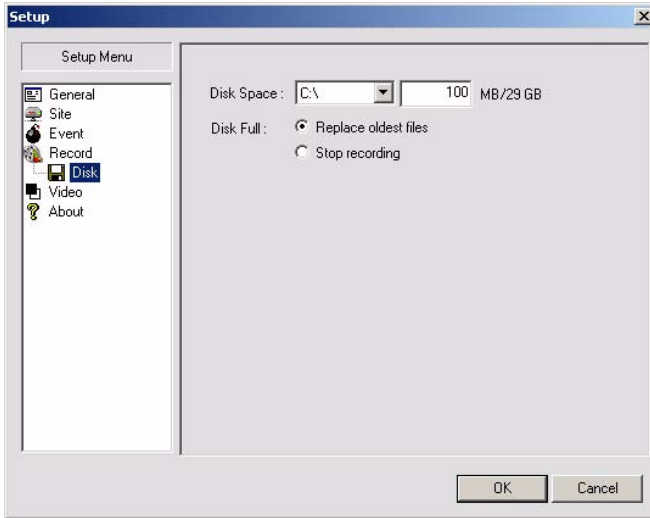 Setup
Setup Menu
General
Site
Event
Record
Disk
Video
About
Disk Space : C:\ 100 MB/29 GB
Disk Full : Replace oldest files
Stop recording
OK Cancel